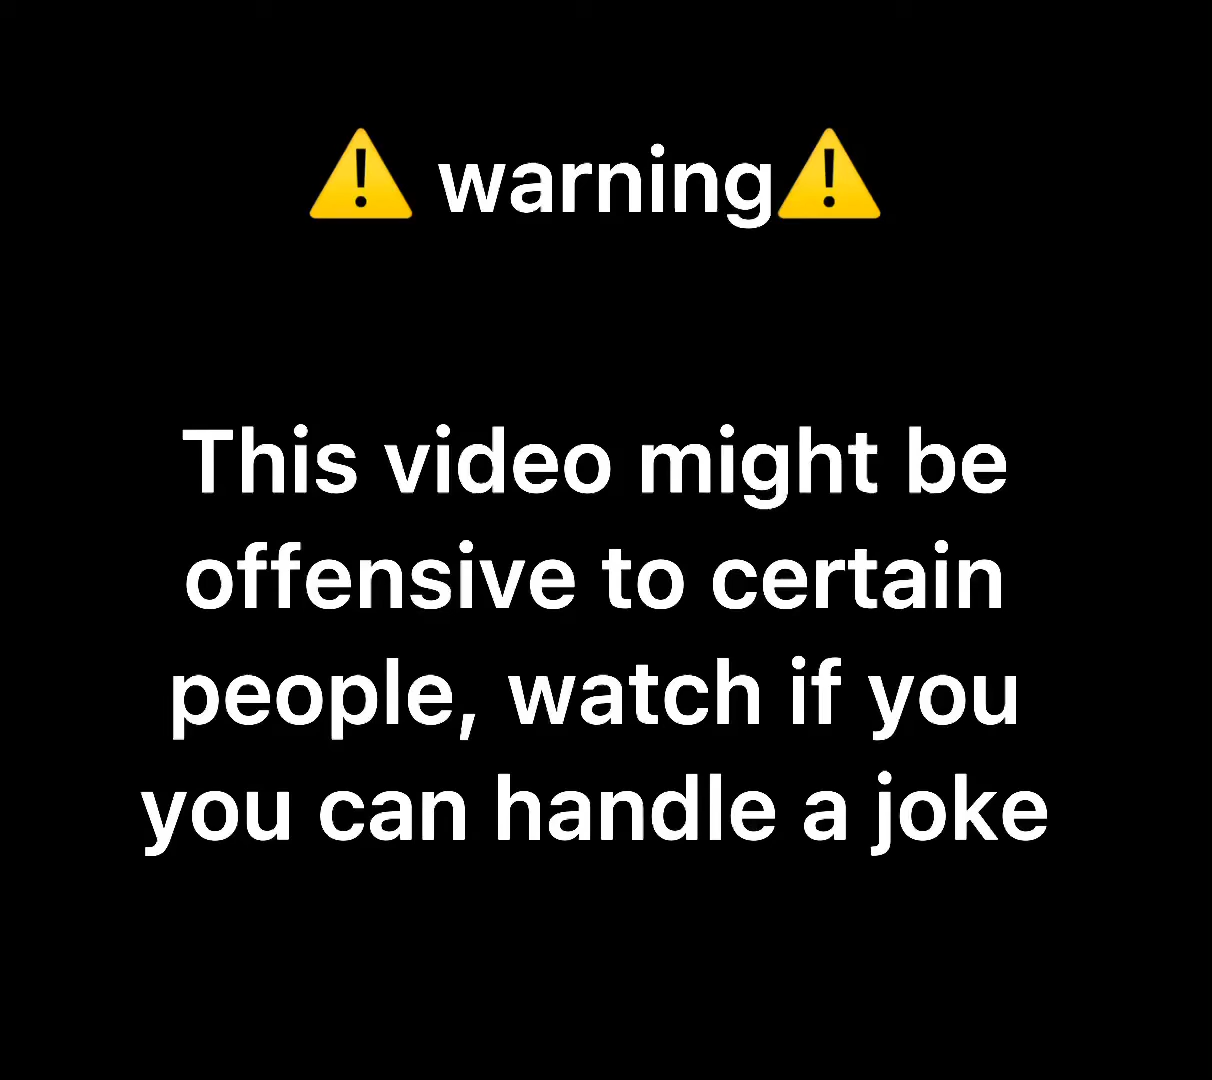 ⚠️ warning⚠️
This video might be
offensive to certain
people, watch if you
you can handle a joke